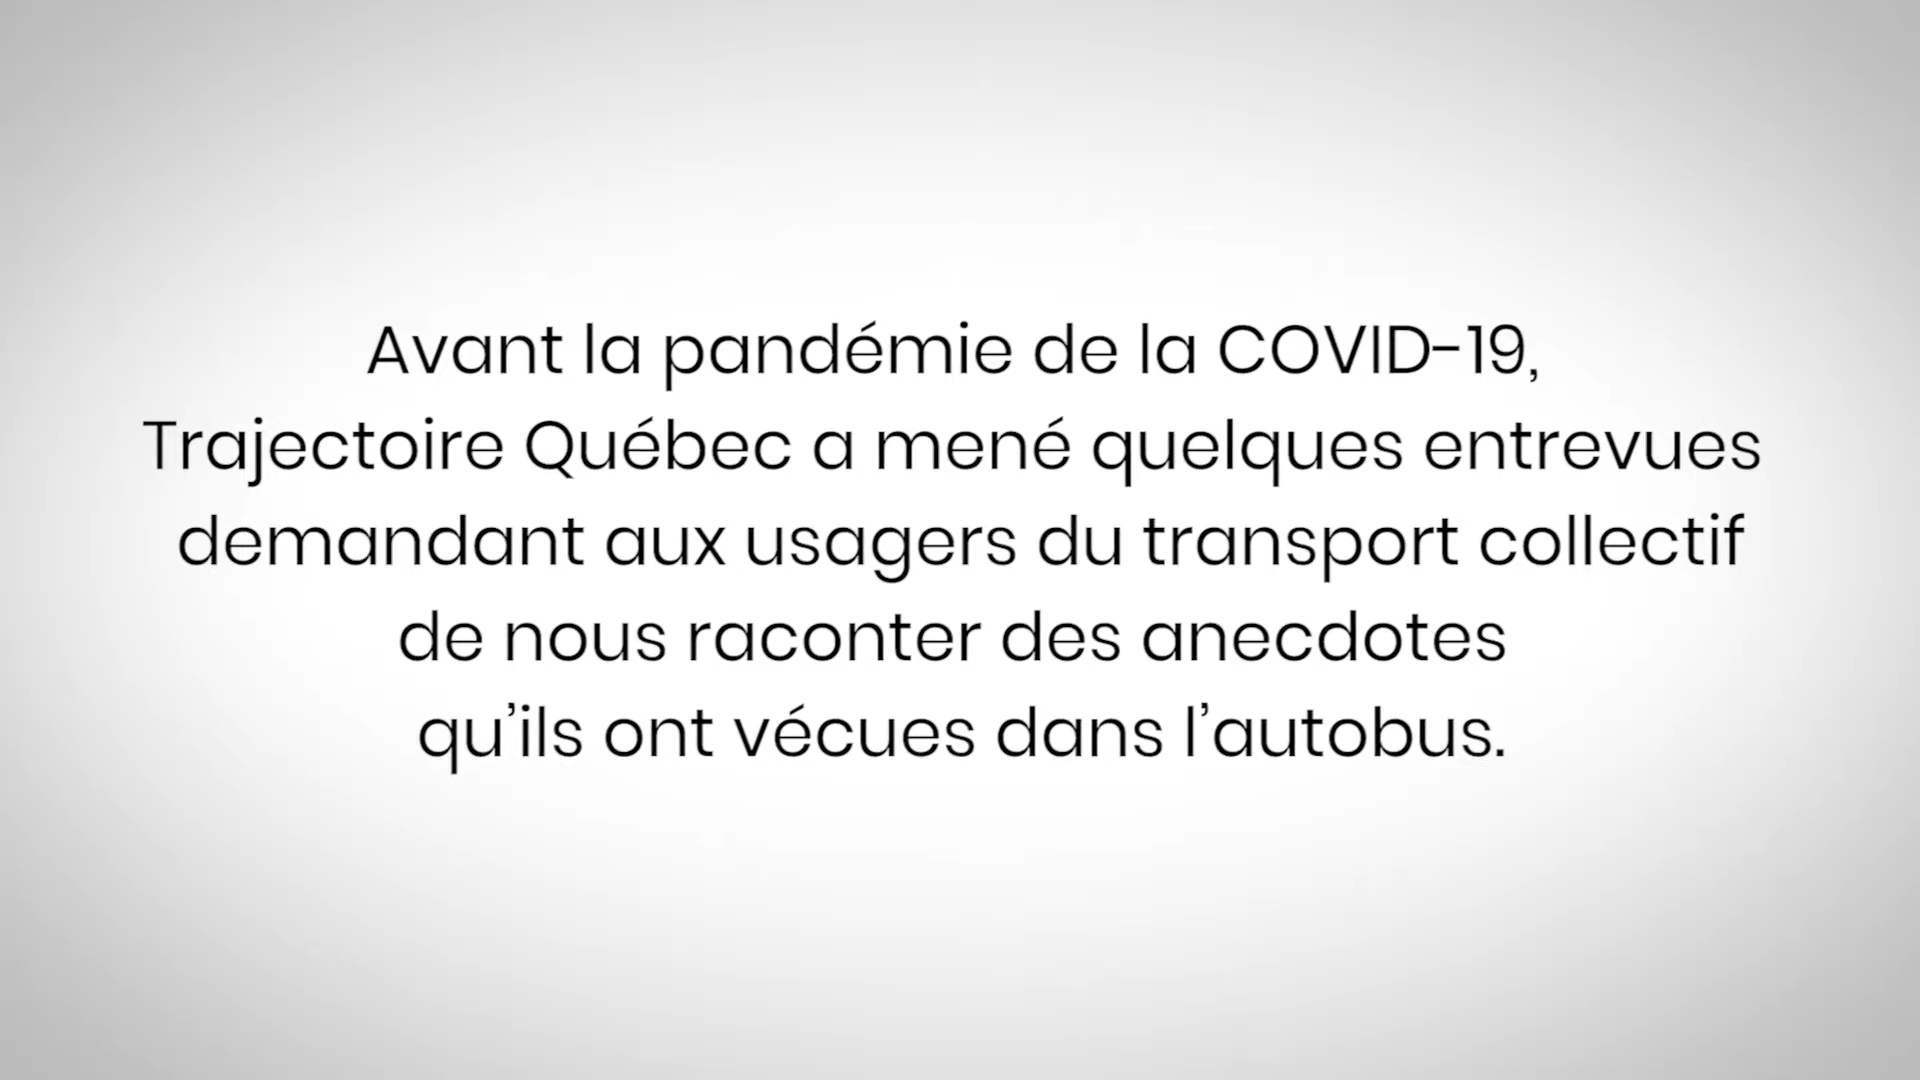 Avant la pandémie de la COVID-19,
Trajectoire Québec a mené quelques entrevues
demandant aux usagers du transport collectif
de nous raconter des anecdotes
qu’ils ont vécues dans l’autobus.